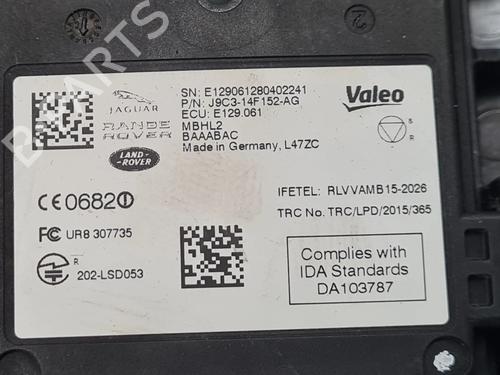 JAGUAR
RANGE
ROVER
LAND-
ROVER
SN: E129061280402241
P/N: J9C3-14F152-AG
ECU: E129.061
MBHL2
BAAABAC
Made in Germany, L47ZC
Valeo
S
R
CE0682
IFETEL: RLVVAMB15-2026
TRC No. TRC/LPD/2015/365
FC UR8 307735
R
202-LSD053
Complies with
IDA Standards
DA103787
B-PARTS